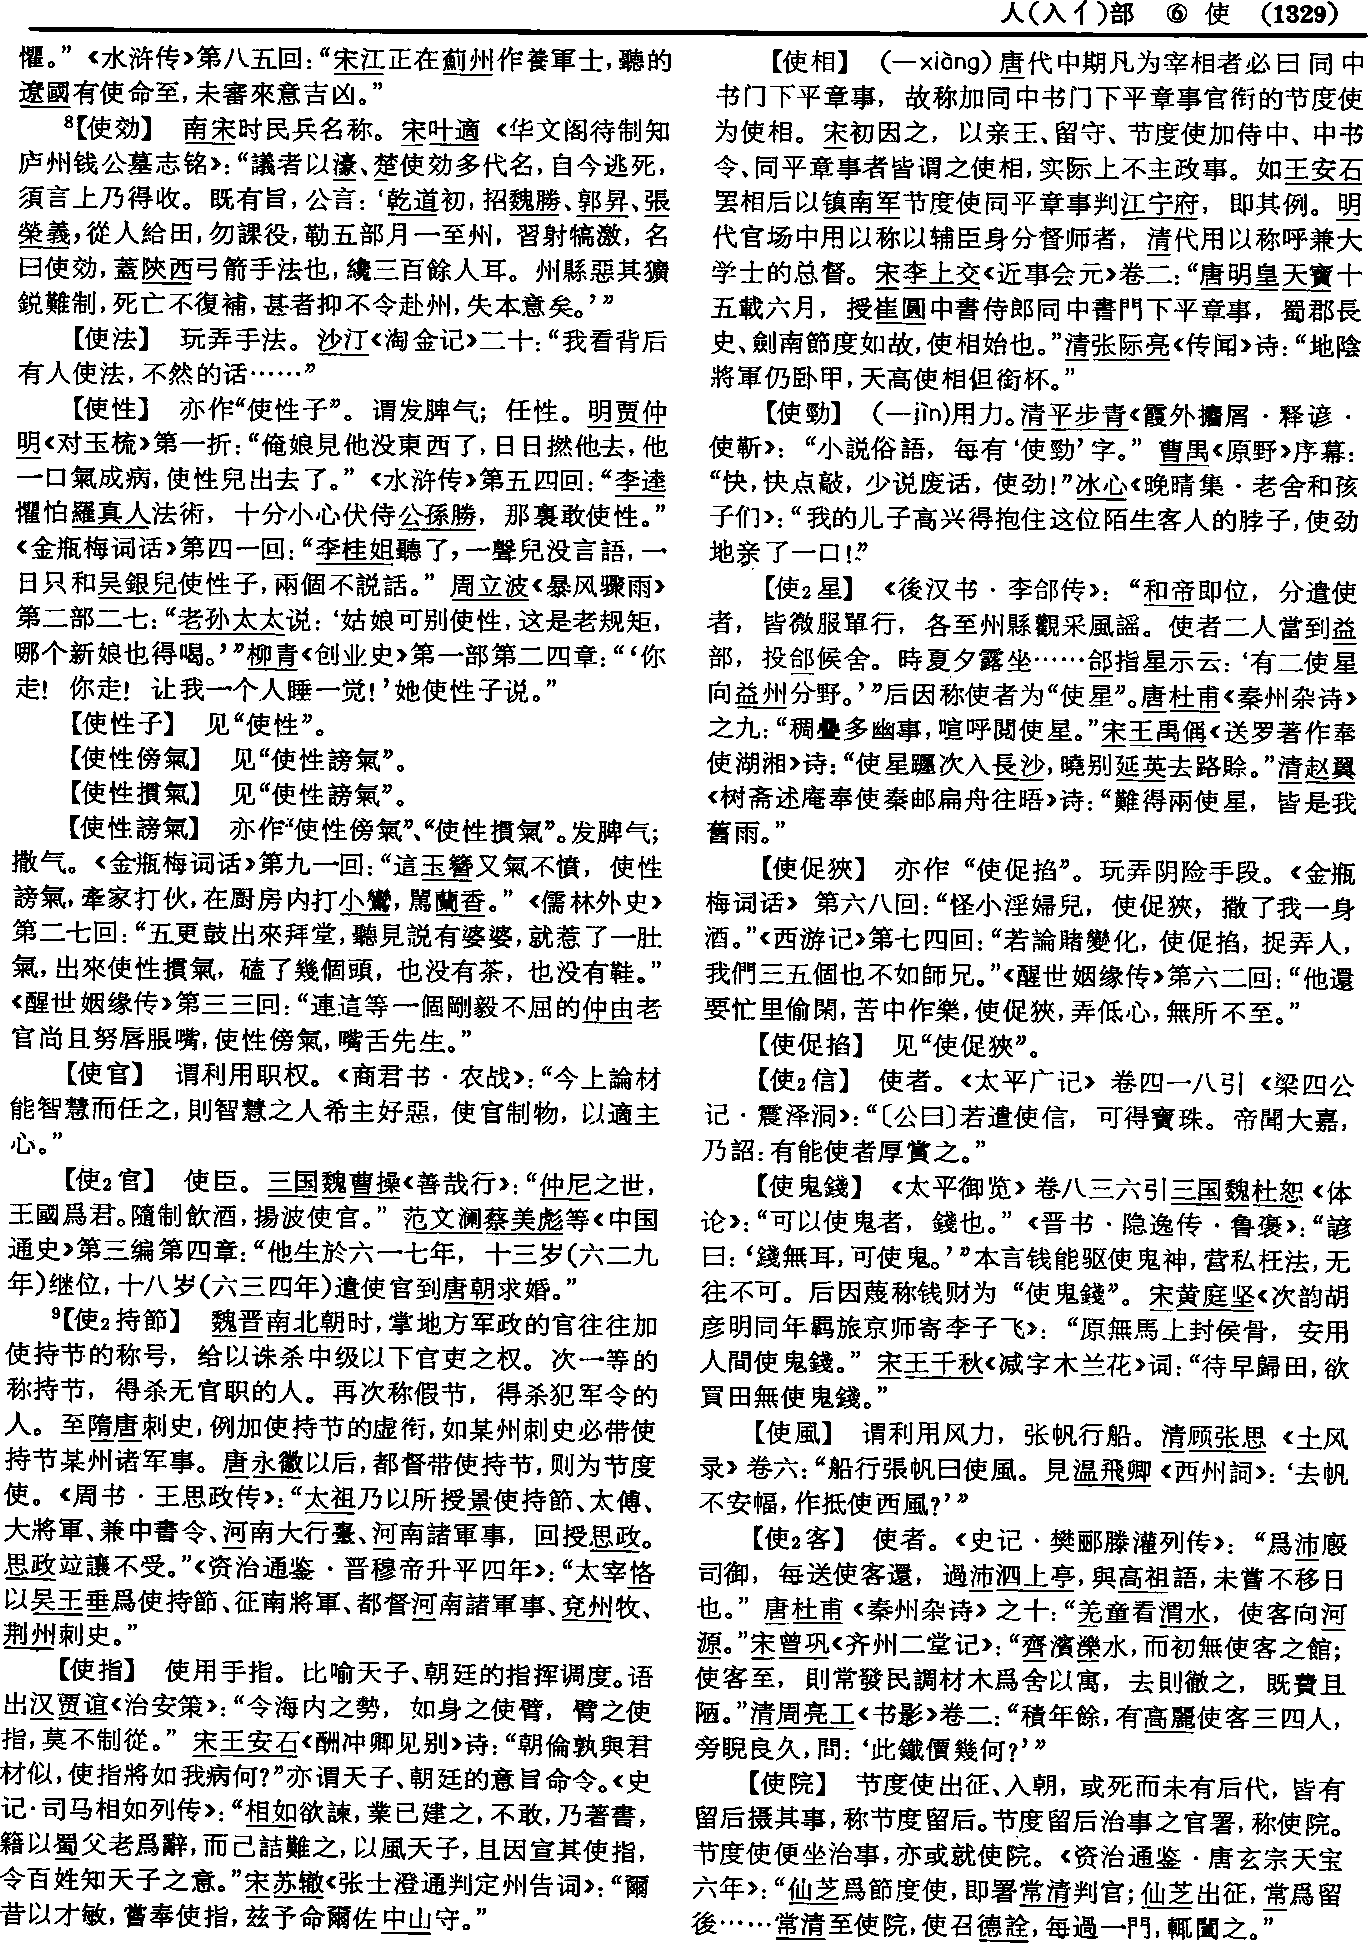 人(入亻)部 ⑥ 使 (1329)
懼。”《水浒传》第八五回：“宋江正在薊州作養軍士，聽的
遼國有使命至，未審來意吉凶。”
⁸【使効】 南宋时民兵名称。宋叶適《华文阁待制知
庐州钱公墓志铭》：“議者以濠、楚使効多代名，自今逃死，
須言上乃得收。既有旨，公言：‘乾道初，招魏勝、郭昇、張
榮義，從人給田，勿課役，勒五部月一至州，習射犒激，名
曰使効，蓋陝西弓箭手法也，纔三百餘人耳。州縣惡其獷
鋭難制，死亡不復補，甚者抑不令赴州，失本意矣。’”
【使法】 玩弄手法。沙汀《淘金记》二十：“我看背后
有人使法，不然的话……”
【使性】 亦作“使性子”。谓发脾气；任性。明贾仲
明《对玉梳》第一折：“俺娘見他没東西了，日日撚他去，他
一口氣成病，使性兒出去了。”《水浒传》第五四回：“李逵
懼怕羅真人法術，十分小心伏侍公孫勝，那裏敢使性。”
《金瓶梅词话》第四一回：“李桂姐聽了，一聲兒没言語，一
日只和吴銀兒使性子，兩個不説話。”周立波《暴风骤雨》
第二部二七：“老孙太太说：‘姑娘可别使性，这是老规矩，
哪个新娘也得喝。’”柳青《创业史》第一部第二四章：“‘你
走！你走！让我一个人睡一觉！’她使性子说。”
【使性子】 见“使性”。
【使性傍氣】 见“使性謗氣”。
【使性摜氣】 见“使性謗氣”。
【使性謗氣】 亦作“使性傍氣”、“使性摜氣”。发脾气；
撒气。《金瓶梅词话》第九一回：“這玉簪又氣不憤，使性
謗氣，牽家打伙，在厨房内打小鸞，駡蘭香。”《儒林外史》
第二七回：“五更鼓出來拜堂，聽見説有婆婆，就惹了一肚
氣，出來使性摜氣，磕了幾個頭，也没有茶，也没有鞋。”
《醒世姻缘传》第三三回：“連這等一個剛毅不屈的仲由老
官尚且努唇脹嘴，使性傍氣，嘴舌先生。”
【使官】 谓利用职权。《商君书·农战》：“今上論材
能智慧而任之，則智慧之人希主好惡，使官制物，以適主
心。”
【使₂官】 使臣。三国魏曹操《善哉行》：“仲尼之世，
王國爲君。隨制飲酒，揚波使官。”范文澜蔡美彪等《中国
通史》第三编第四章：“他生於六一七年，十三岁(六二九
年)继位，十八岁(六三四年)遣使官到唐朝求婚。”
⁹【使₂持節】 魏晋南北朝时，掌地方军政的官往往加
使持节的称号，给以诛杀中级以下官吏之权。次一等的
称持节，得杀无官职的人。再次称假节，得杀犯军令的
人。至隋唐刺史，例加使持节的虚衔，如某州刺史必带使
持节某州诸军事。唐永徽以后，都督带使持节，则为节度
使。《周书·王思政传》：“太祖乃以所授景使持節、太傅、
大將軍、兼中書令、河南大行臺、河南諸軍事，回授思政。
思政竝讓不受。”《资治通鉴·晋穆帝升平四年》：“太宰恪
以吴王垂爲使持節、征南將軍、都督河南諸軍事、兗州牧、
荆州刺史。”
【使指】 使用手指。比喻天子、朝廷的指挥调度。语
出汉贾谊《治安策》：“令海内之勢，如身之使臂，臂之使
指，莫不制從。”宋王安石《酬冲卿见别》诗：“朝倫孰與君
材似，使指將如我病何？”亦谓天子、朝廷的意旨命令。《史
记·司马相如列传》：“相如欲諫，業已建之，不敢，乃著書，
籍以蜀父老爲辭，而己詰難之，以風天子，且因宣其使指，
令百姓知天子之意。”宋苏辙《张士澄通判定州告词》：“爾
昔以才敏，嘗奉使指，兹予命爾佐中山守。”
【使相】 (一xiàng)唐代中期凡为宰相者必曰同中
书门下平章事，故称加同中书门下平章事官衔的节度使
为使相。宋初因之，以亲王、留守、节度使加侍中、中书
令、同平章事者皆谓之使相，实际上不主政事。如王安石
罢相后以镇南军节度使同平章事判江宁府，即其例。明
代官场中用以称以辅臣身分督师者，清代用以称呼兼大
学士的总督。宋李上交《近事会元》卷二：“唐明皇天寶十
五載六月，授崔圓中書侍郎同中書門下平章事，蜀郡長
史、劍南節度如故，使相始也。”清张际亮《传闻》诗：“地陰
將軍仍卧甲，天高使相但銜杯。”
【使勁】 (一jìn)用力。清平步青《霞外攟屑·释谚·
使靳》：“小説俗語，每有‘使勁’字。”曹禺《原野》序幕：
“快，快点敲，少说废话，使劲！”冰心《晚晴集·老舍和孩
子们》：“我的儿子高兴得抱住这位陌生客人的脖子，使劲
地亲了一口！”
【使₂星】 《後汉书·李郃传》：“和帝即位，分遣使
者，皆微服單行，各至州縣觀采風謡。使者二人當到益
部，投郃候舍。時夏夕露坐……郃指星示云：‘有二使星
向益州分野。’”后因称使者为“使星”。唐杜甫《秦州杂诗》
之九：“稠疊多幽事，喧呼閲使星。”宋王禹偁《送罗著作奉
使湖湘》诗：“使星躔次入長沙，曉别延英去路賒。”清赵翼
《树斋述庵奉使秦邮扁舟往晤》诗：“難得兩使星，皆是我
舊雨。”
【使促狹】 亦作“使促掐”。玩弄阴险手段。《金瓶
梅词话》第六八回：“怪小淫婦兒，使促狹，撒了我一身
酒。”《西游记》第七四回：“若論賭變化，使促掐，捉弄人，
我們三五個也不如師兄。”《醒世姻缘传》第六二回：“他還
要忙里偷閑，苦中作樂，使促狹，弄低心，無所不至。”
【使促掐】 见“使促狹”。
【使₂信】 使者。《太平广记》卷四一八引《梁四公
记·震泽洞》：“〔公曰〕若遣使信，可得寶珠。帝聞大嘉，
乃詔：有能使者厚賞之。”
【使鬼錢】 《太平御览》卷八三六引三国魏杜恕《体
论》：“可以使鬼者，錢也。”《晋书·隐逸传·鲁褒》：“諺
曰：‘錢無耳，可使鬼。’”本言钱能驱使鬼神，营私枉法，无
往不可。后因蔑称钱财为“使鬼錢”。宋黄庭坚《次韵胡
彦明同年羁旅京师寄李子飞》：“原無馬上封侯骨，安用
人間使鬼錢。”宋王千秋《减字木兰花》词：“待早歸田，欲
買田無使鬼錢。”
【使風】 谓利用风力，张帆行船。清顾张思《土风
录》卷六：“船行張帆曰使風。見温飛卿《西州詞》：‘去帆
不安幅，作抵使西風？’”
【使₂客】 使者。《史记·樊郦滕灌列传》：“爲沛廄
司御，每送使客還，過沛泗上亭，與高祖語，未嘗不移日
也。”唐杜甫《秦州杂诗》之十：“羌童看渭水，使客向河
源。”宋曾巩《齐州二堂记》：“齊濱濼水，而初無使客之館；
使客至，則常發民調材木爲舍以寓，去則徹之，既費且
陋。”清周亮工《书影》卷二：“積年餘，有高麗使客三四人，
旁睨良久，問：‘此鐵價幾何？’”
【使院】 节度使出征、入朝，或死而未有后代，皆有
留后摄其事，称节度留后。节度留后治事之官署，称使院。
节度使便坐治事，亦或就使院。《资治通鉴·唐玄宗天宝
六年》：“仙芝爲節度使，即署常清判官；仙芝出征，常爲留
後……常清至使院，使召德詮，每過一門，輒闔之。”